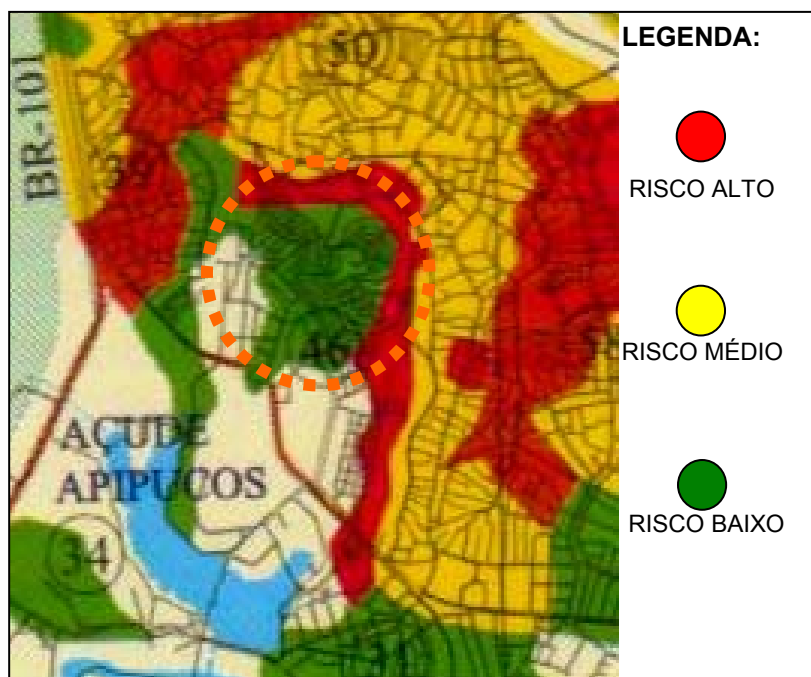 LEGENDA:
50
BR-101
39
RISCO ALTO
46
RISCO MÉDIO
AÇUDE
APIPUCOS
34
RISCO BAIXO